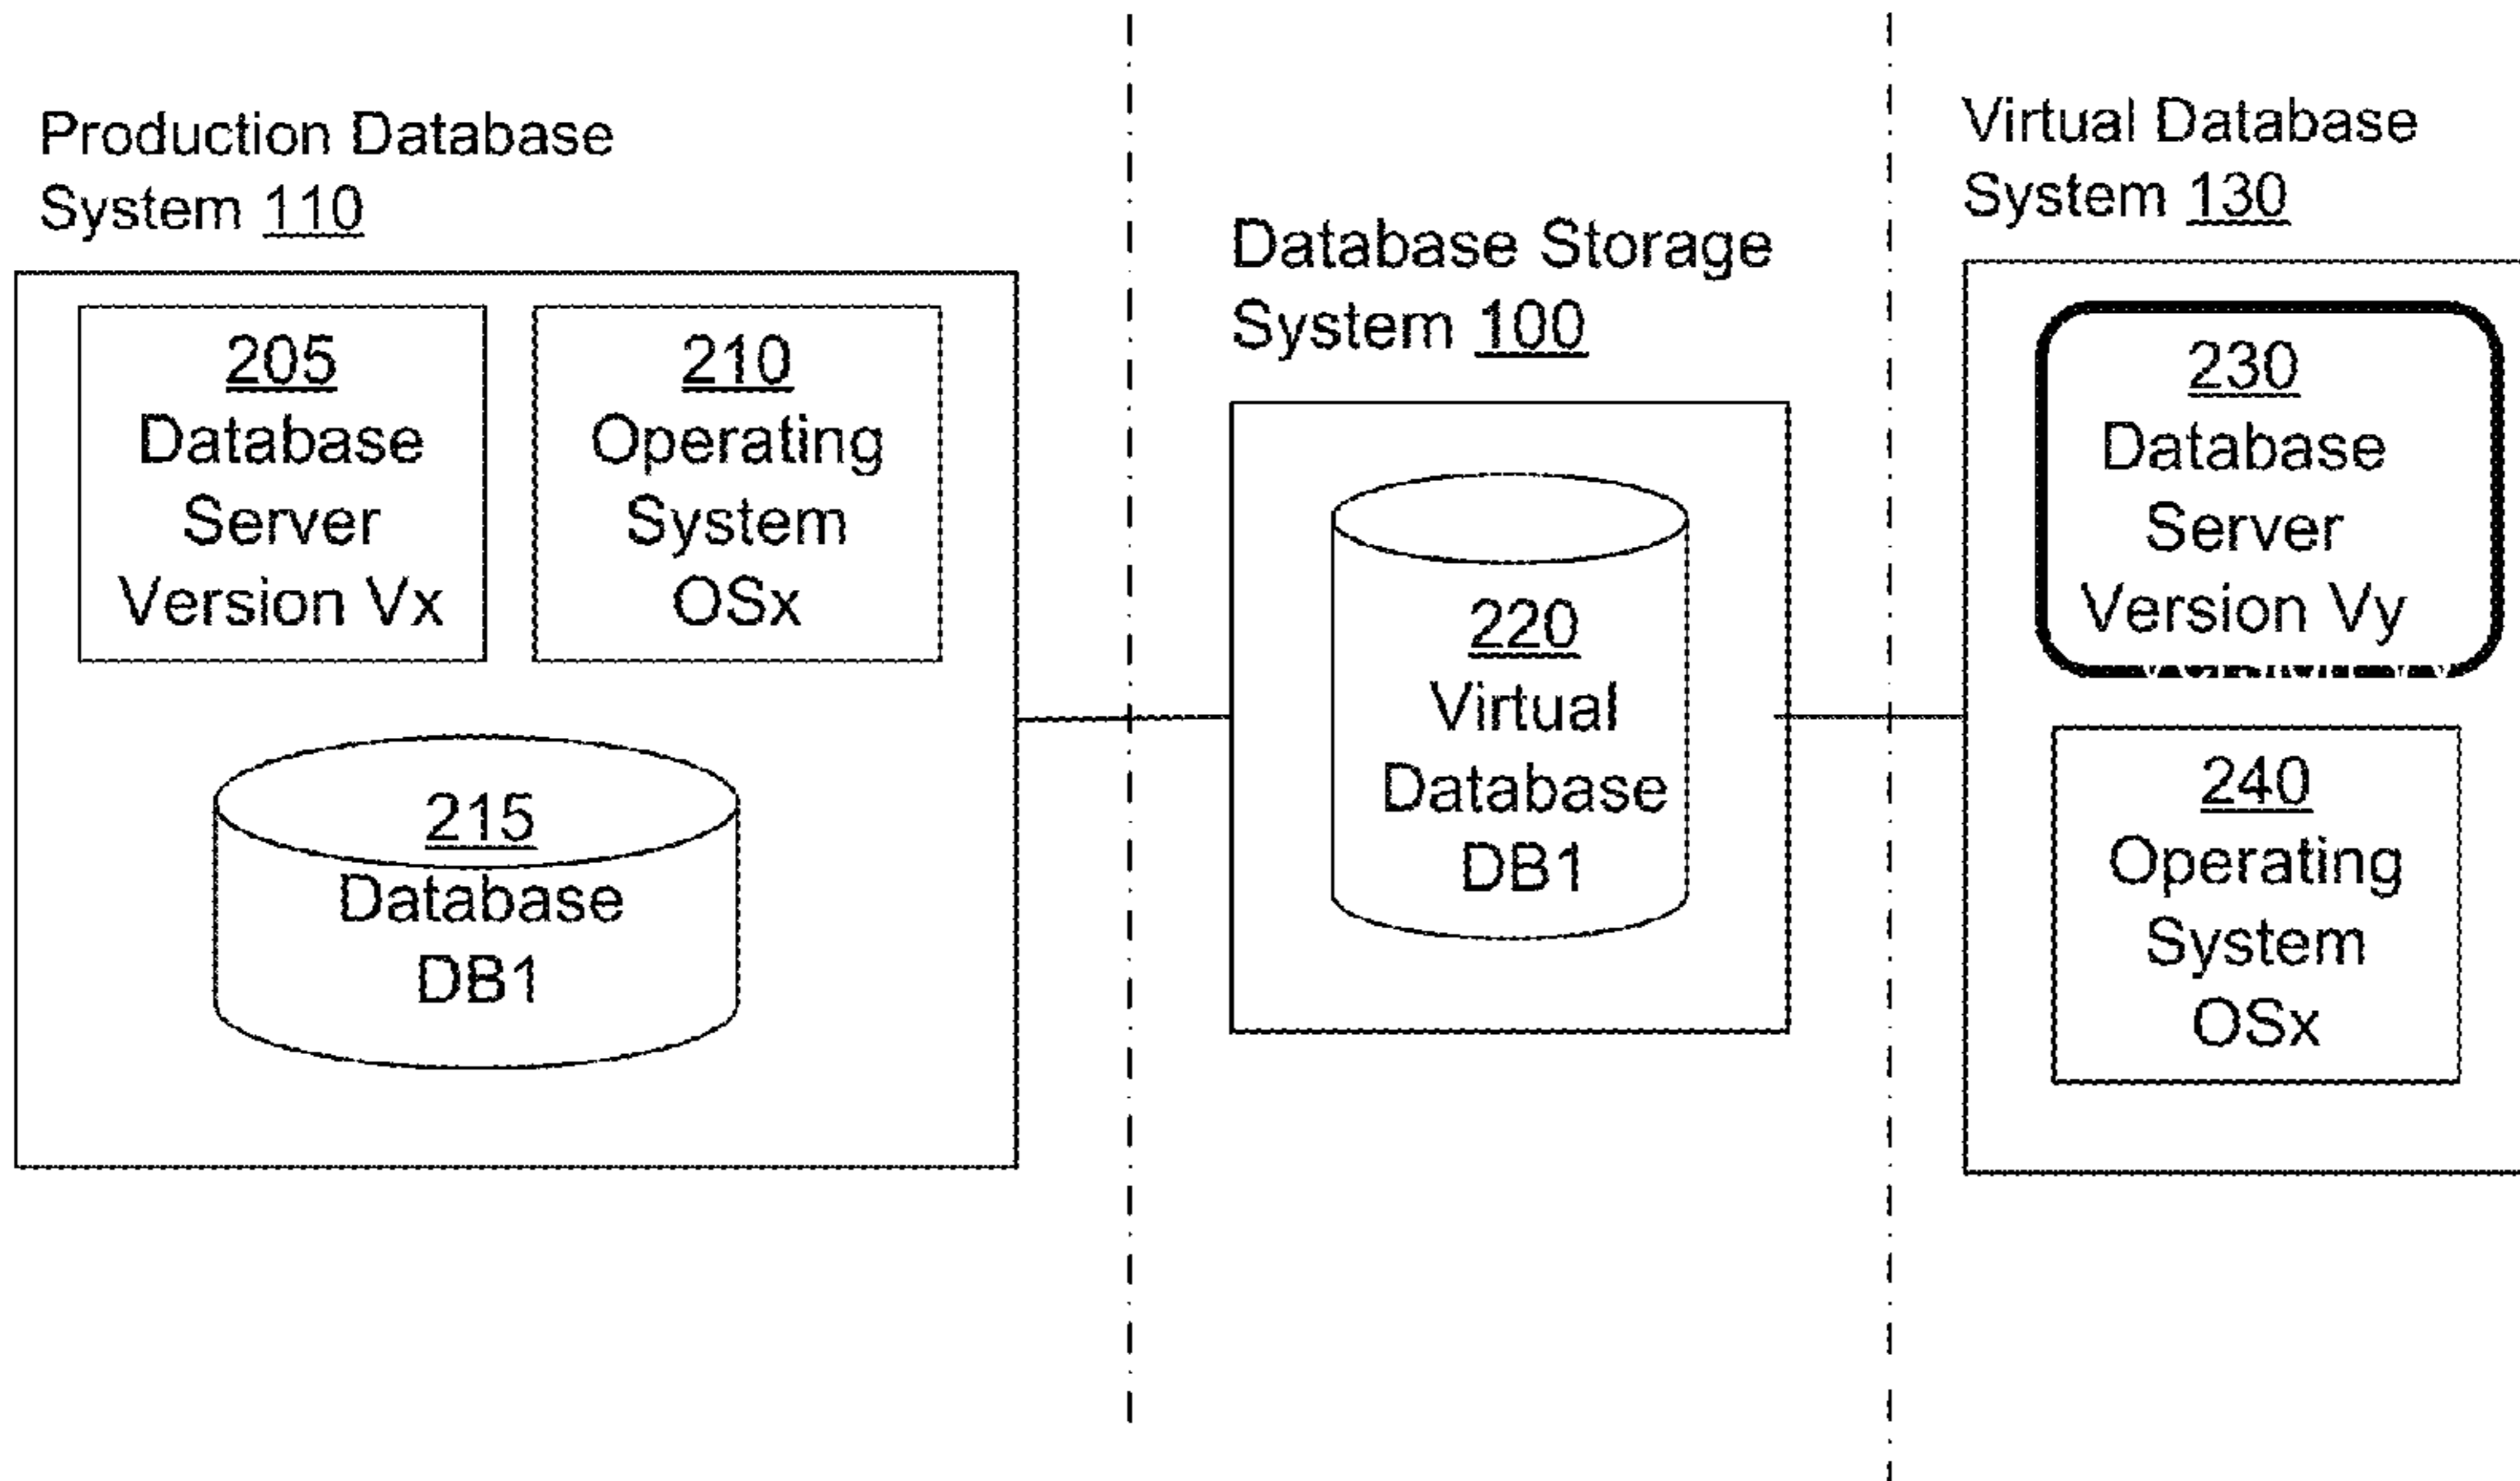 Production Database
System 110
205
Database
Server
Version Vx
210
Operating
System
OSx
215
Database
DB1
Database Storage
System 100
220
Virtual
Database
DB1
Virtual Database
System 130
230
Database
Server
Version Vy
240
Operating
System
OSx